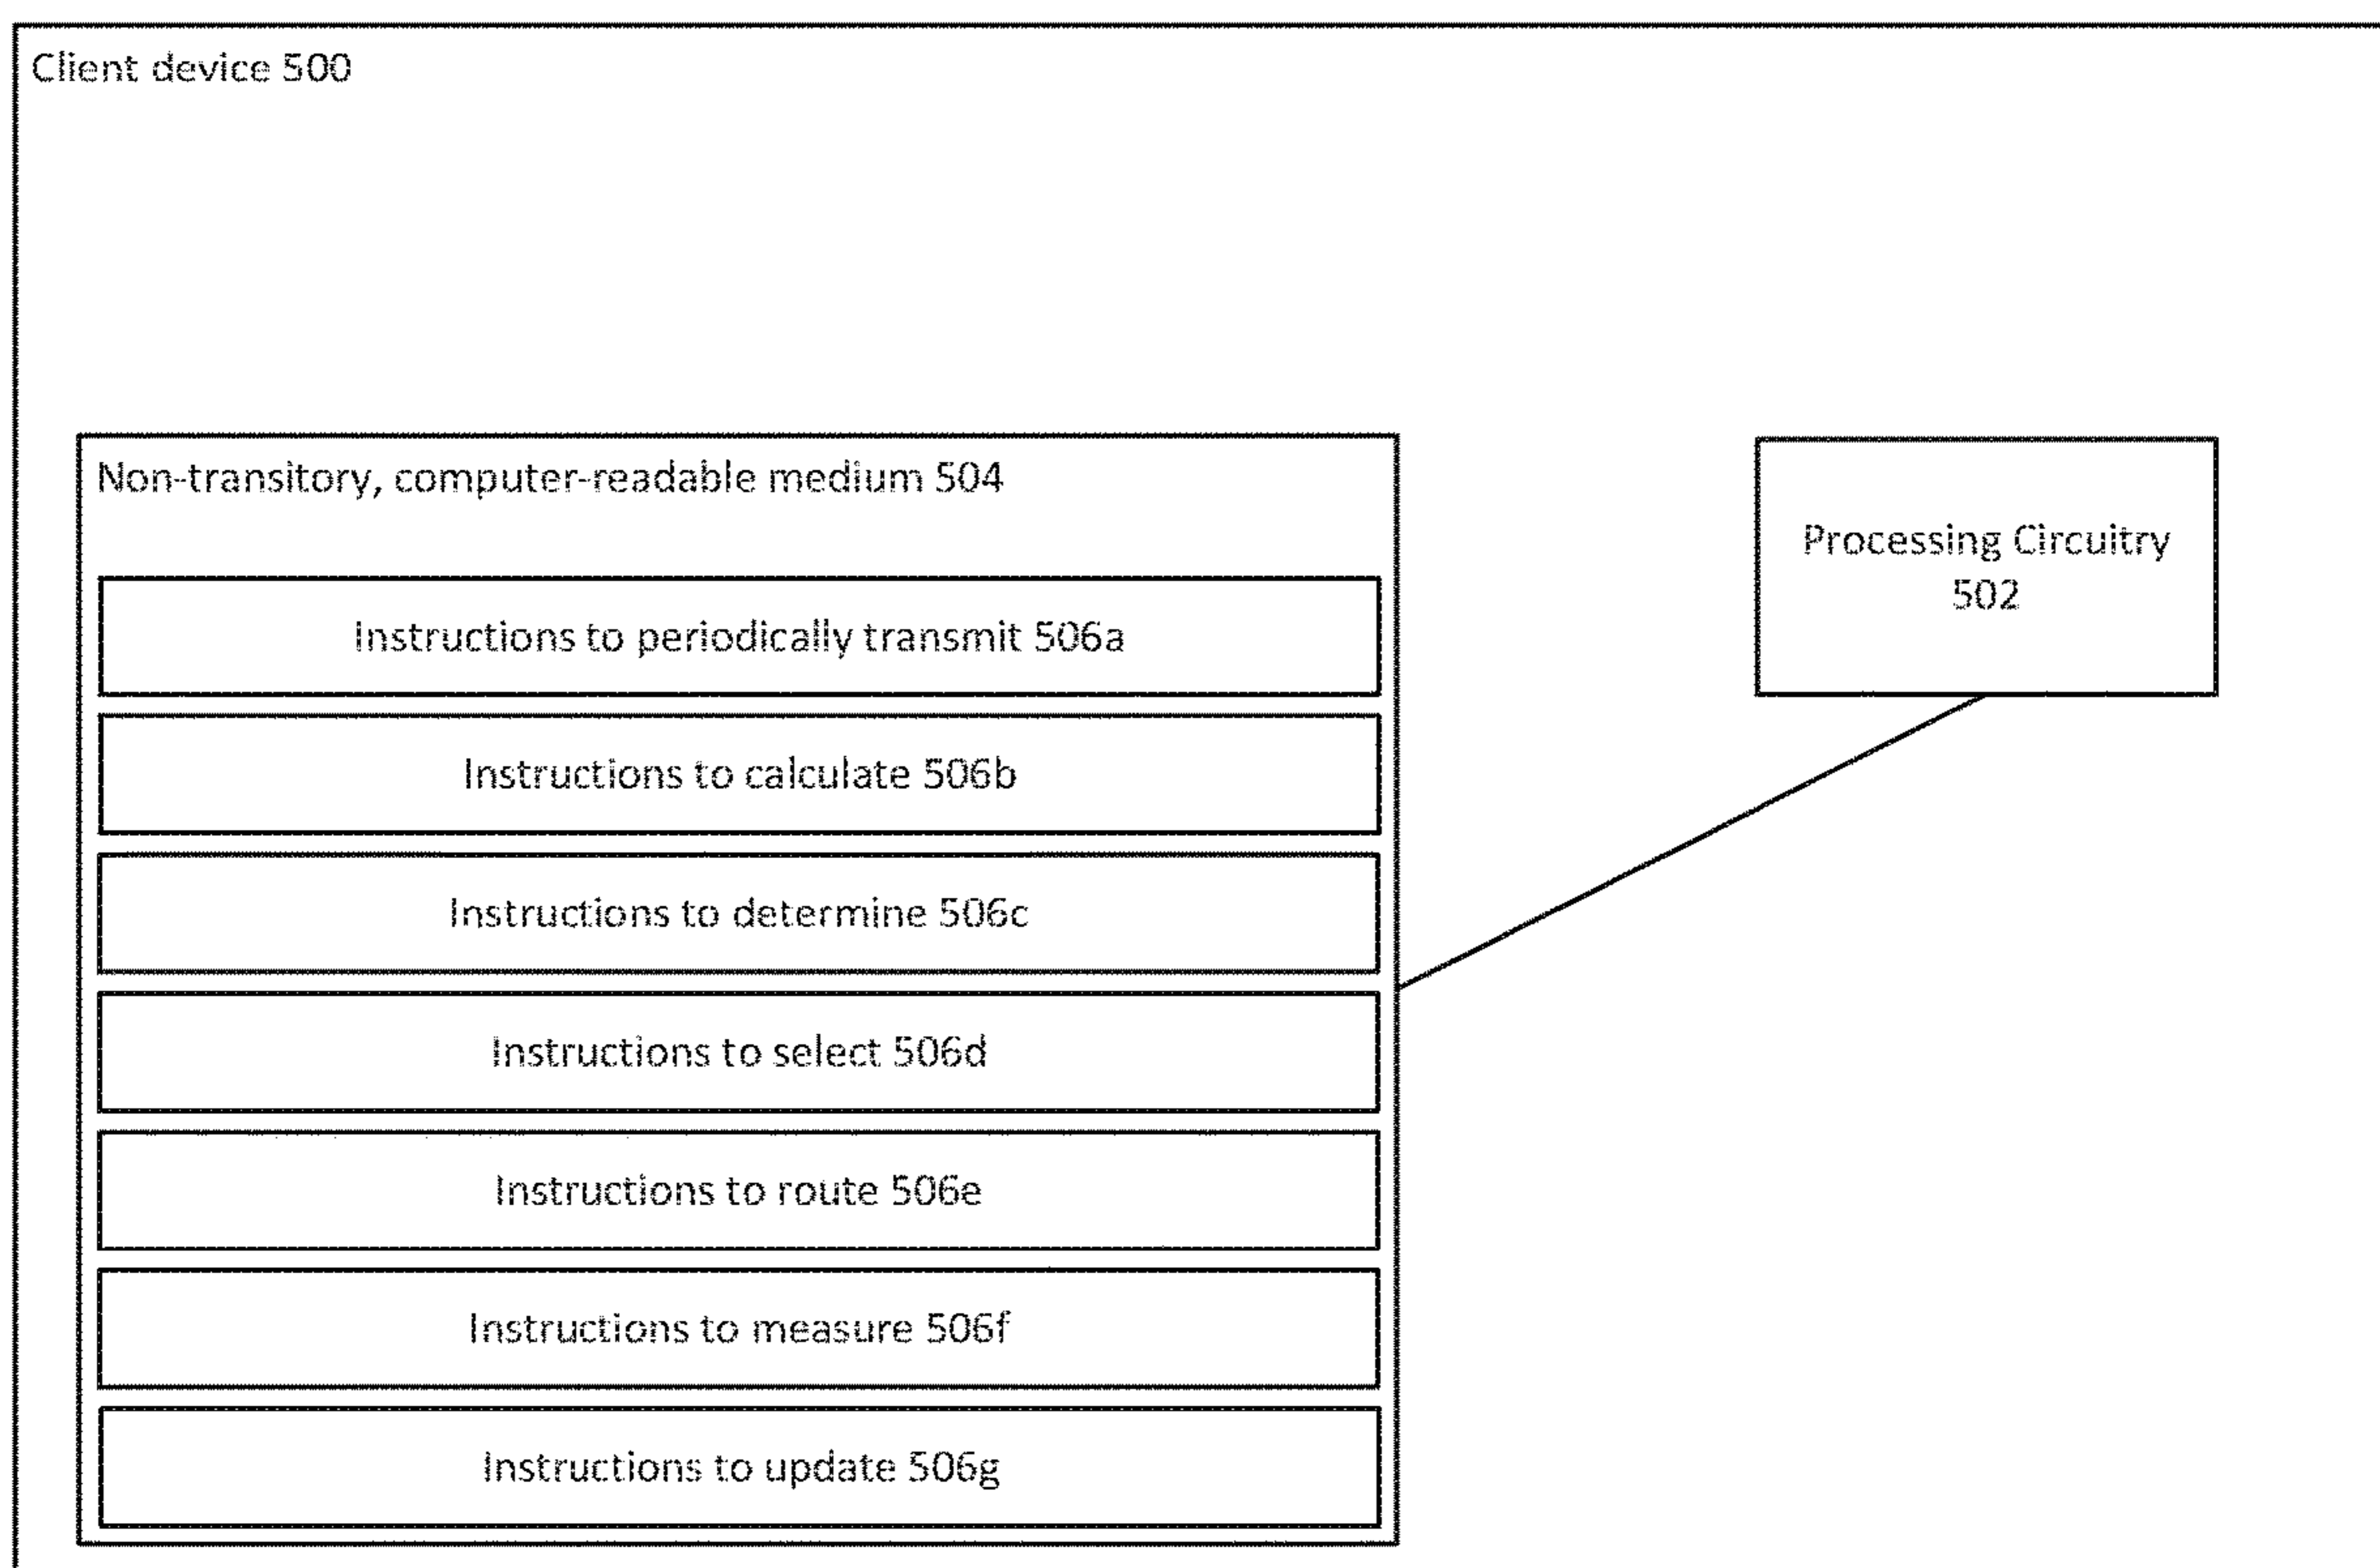 Client device 500
Non-transitory, computer-readable medium 504
Instructions to periodically transmit 506a
Instructions to calculate 506b
Instructions to determine 506c
Instructions to select 506d
Instructions to route 506e
Instructions to measure 506f
Instructions to update 506g
Processing Circuitry
502